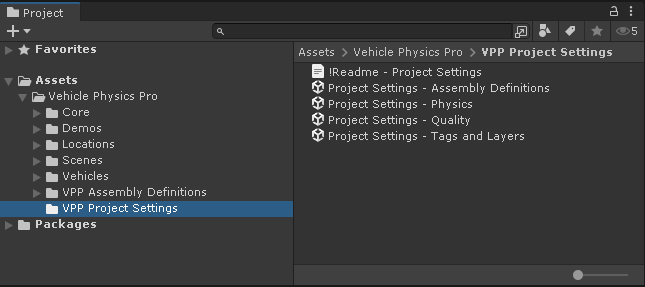 Project
5
Favorites
Assets
Vehicle Physics Pro
Core
Demos
Locations
Scenes
Vehicles
VPP Assembly Definitions
VPP Project Settings
Packages
Assets > Vehicle Physics Pro > VPP Project Settings
!Readme - Project Settings
Project Settings - Assembly Definitions
Project Settings - Physics
Project Settings - Quality
Project Settings - Tags and Layers